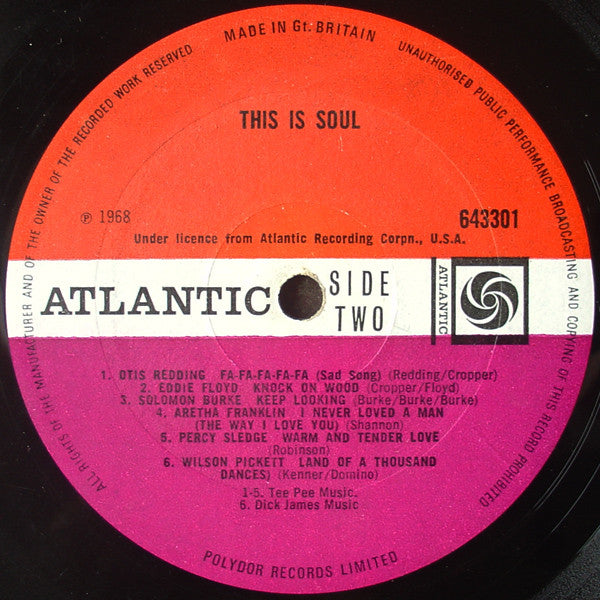 MADE IN Gt. BRITAIN
UNAUTHORISED PUBLIC PERFORMANCE BROADCASTING AND COPYING OF THIS RECORD PROHIBITED
ALL RIGHTS OF THE MANUFACTURER AND OF THE OWNER OF THE RECORDED WORK RESERVED
THIS IS SOUL
℗ 1968
643301
Under licence from Atlantic Recording Corpn., U.S.A.
ATLANTIC
SIDE
TWO
ATLANTIC
1. OTIS REDDING FA-FA-FA-FA-FA (Sad Song) (Redding/Cropper)
2. EDDIE FLOYD KNOCK ON WOOD (Cropper/Floyd)
3. SOLOMON BURKE KEEP LOOKING (Burke/Burke/Burke)
4. ARETHA FRANKLIN I NEVER LOVED A MAN
(THE WAY I LOVE YOU) (Shannon)
5. PERCY SLEDGE WARM AND TENDER LOVE
(Robinson)
6. WILSON PICKETT LAND OF A THOUSAND
DANCES) (Kenner/Domino)
1-5. Tee Pee Music.
6. Dick James Music
POLYDOR RECORDS LIMITED